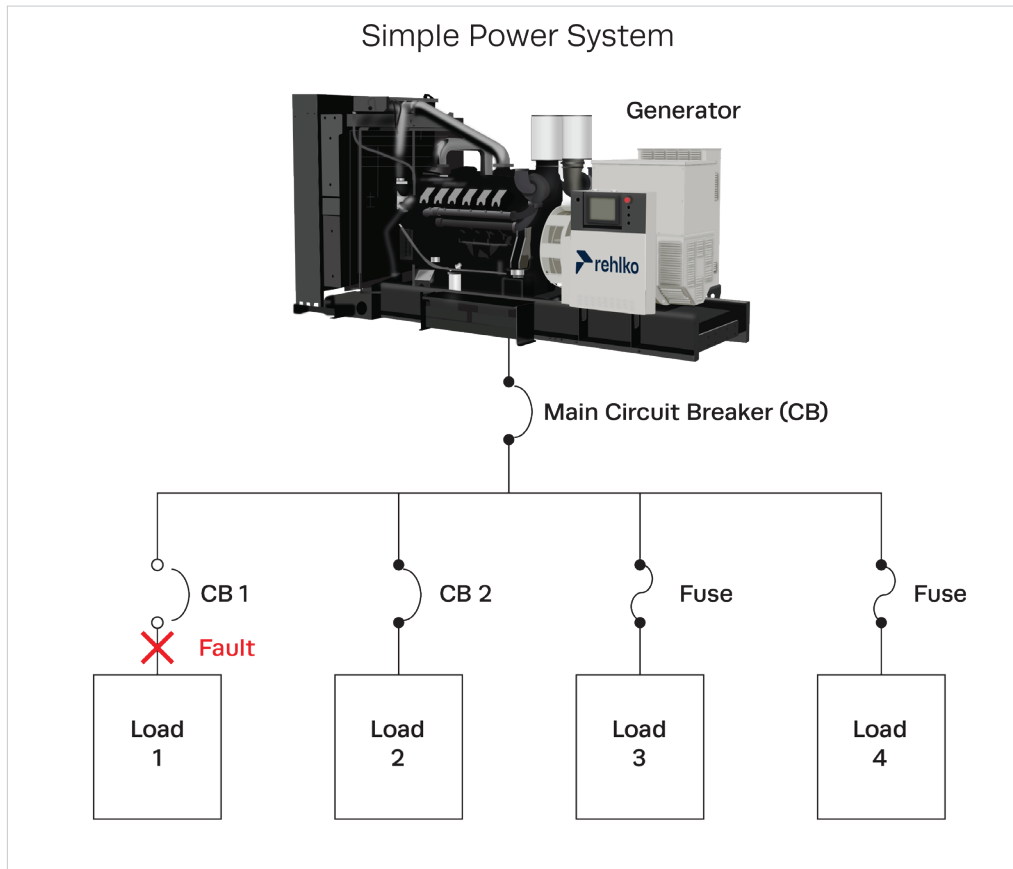 Simple Power System
Generator
rehlko
Main Circuit Breaker (CB)
CB 1
CB 2
Fuse
Fuse
Fault
Load
1
Load
2
Load
3
Load
4